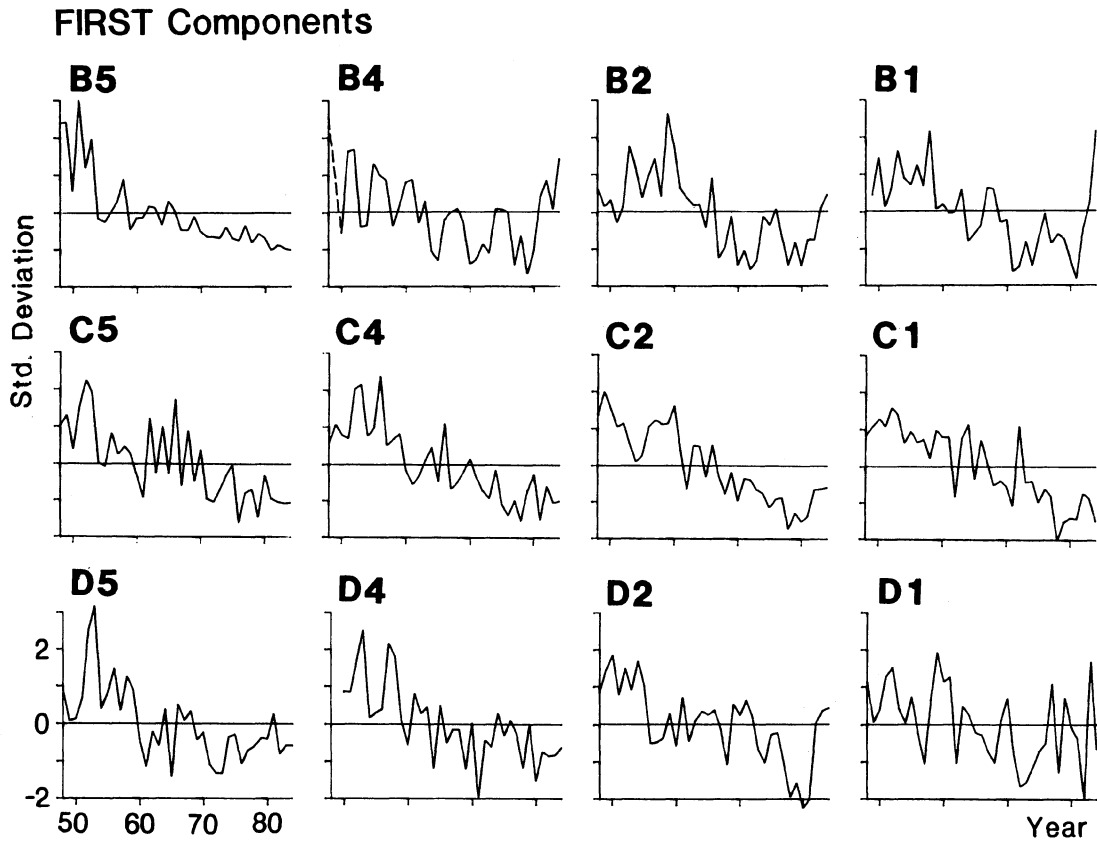 FIRST Components
B5 B4 B2 B1
Std. Deviation
C5 C4 C2 C1
D5 D4 D2 D1
2
0
-2
50 60 70 80
Year